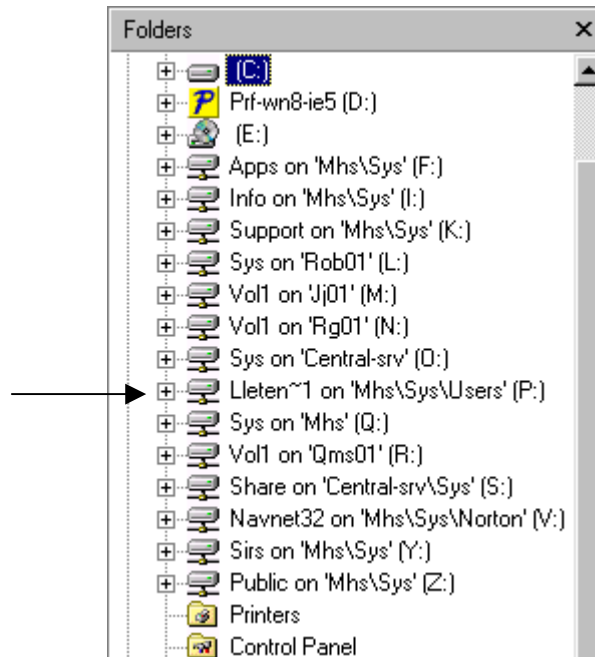 Folders
(C:)
Prf-wn8-ie5 (D:)
(E:)
Apps on 'Mhs\Sys' (F:)
Info on 'Mhs\Sys' (I:)
Support on 'Mhs\Sys' (K:)
Sys on 'Rob01' (L:)
Vol1 on 'Jj01' (M:)
Vol1 on 'Rg01' (N:)
Sys on 'Central-srv' (O:)
Lleten~1 on 'Mhs\Sys\Users' (P:)
Sys on 'Mhs' (Q:)
Vol1 on 'Qms01' (R:)
Share on 'Central-srv\Sys' (S:)
Navnet32 on 'Mhs\Sys\Norton' (V:)
Sirs on 'Mhs\Sys' (Y:)
Public on 'Mhs\Sys' (Z:)
Printers
Control Panel